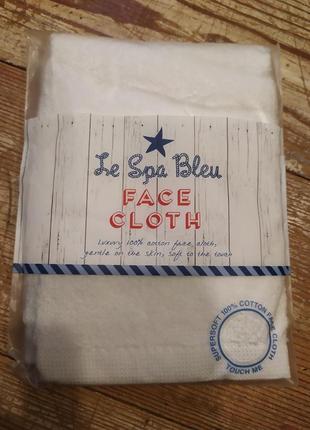 Le Spa Bleu
FACE
CLOTH
Luxury 100% cotton face cloth,
gentle on the skin, soft to the touch
SUPERSOFT 100% COTTON FACE CLOTH
TOUCH ME